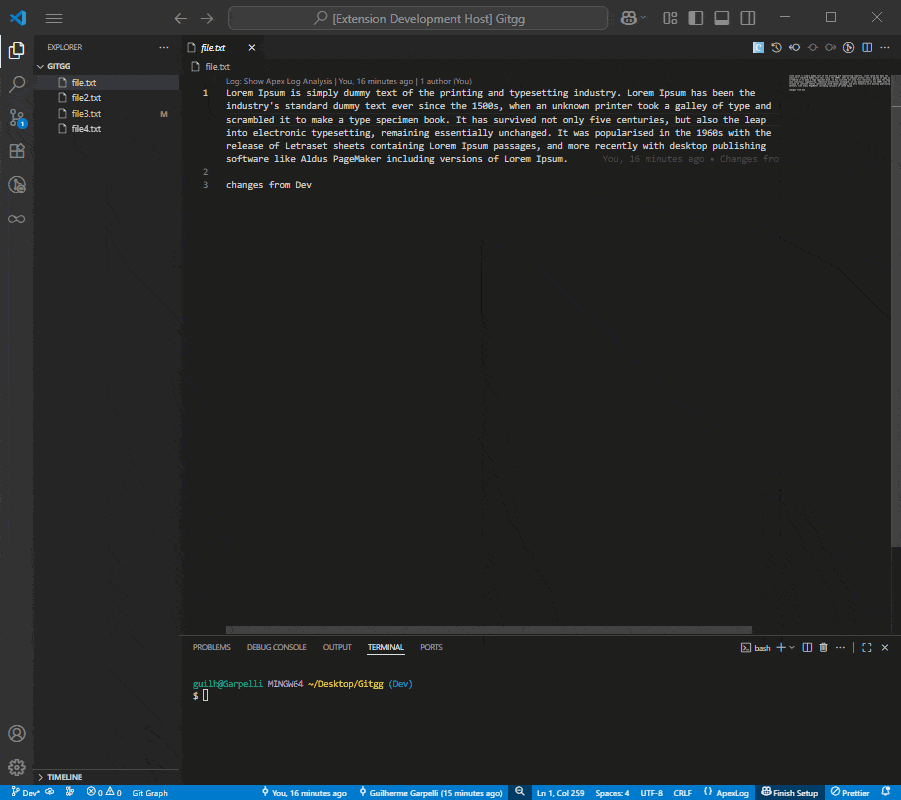 [Extension Development Host] Gitgg
EXPLORER
GITGG
file.txt
file2.txt
file3.txt M
file4.txt
TIMELINE
file.txt
file.txt
Log: Show Apex Log Analysis | You, 16 minutes ago | 1 author (You)
1 Lorem Ipsum is simply dummy text of the printing and typesetting industry. Lorem Ipsum has been the
industry's standard dummy text ever since the 1500s, when an unknown printer took a galley of type and
scrambled it to make a type specimen book. It has survived not only five centuries, but also the leap
into electronic typesetting, remaining essentially unchanged. It was popularised in the 1960s with the
release of Letraset sheets containing Lorem Ipsum passages, and more recently with desktop publishing
software like Aldus PageMaker including versions of Lorem Ipsum. You, 16 minutes ago • Changes fro
2
3 changes from Dev
PROBLEMS DEBUG CONSOLE OUTPUT TERMINAL PORTS
bash
guilh@Garpelli MINGW64 ~/Desktop/Gitgg (Dev)
$
1
Dev* 0 0 Git Graph You, 16 minutes ago Guilherme Garpelli (15 minutes ago) Ln 1, Col 259 Spaces: 4 UTF-8 CRLF {} ApexLog Finish Setup Prettier